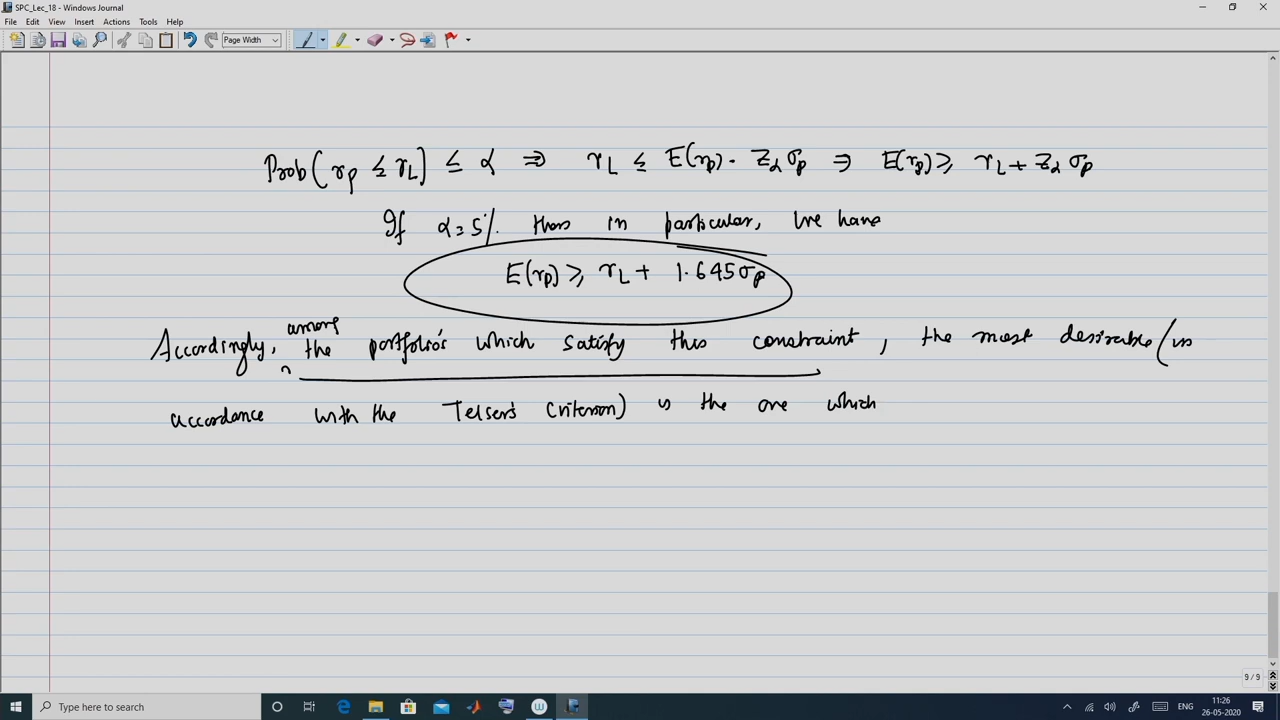 SPC_Lec_18 - Windows Journal
File Edit View Insert Actions Tools Help
Page Width
Prob(rp ≤ rL) ≤ α ⇒ rL ≤ E(rp) - Zα σp ⇒ E(rp) ≥ rL + Zα σp
If α = 5% then in particular, we have
E(rp) ≥ rL + 1.645σp
among
Accordingly, the portfolio's which satisfy this constraint, the most desirable (in
accordance with the Telser's Criterion) is the one which
9 / 9
Type here to search
ENG
11:26
26-05-2020